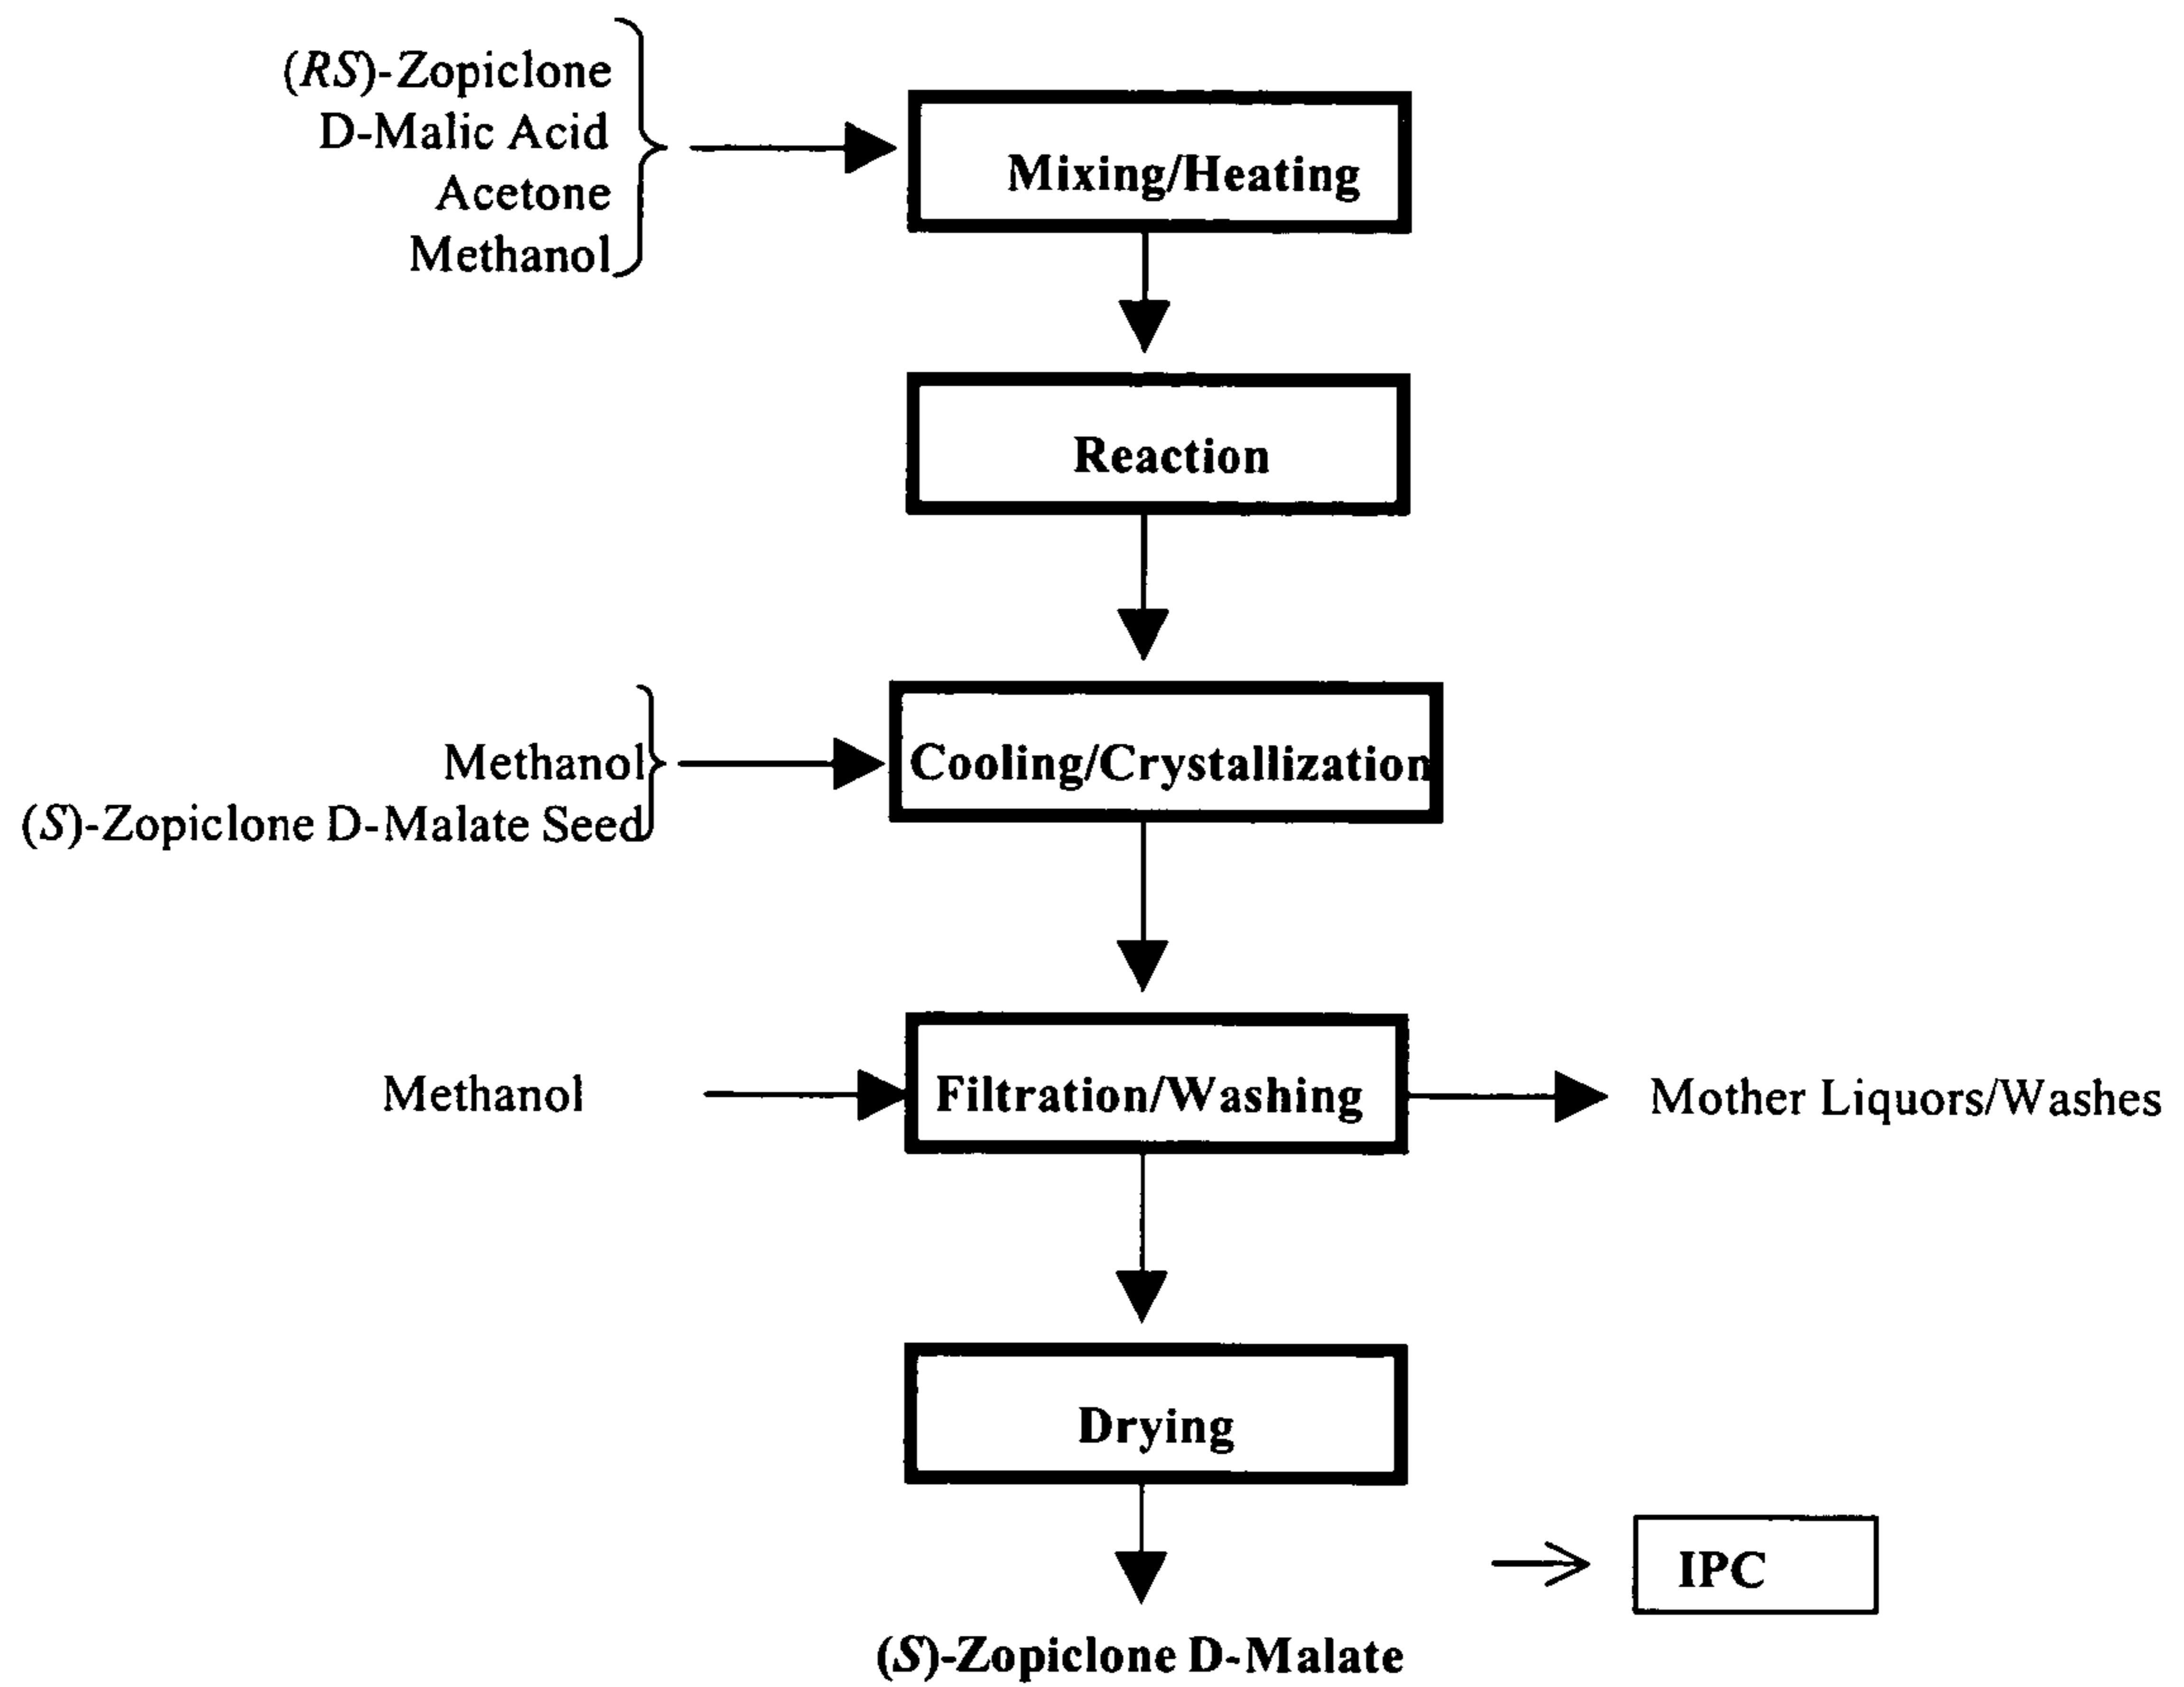 (RS)-Zopiclone
D-Malic Acid
Acetone
Methanol
Mixing/Heating
Reaction
Methanol
(S)-Zopiclone D-Malate Seed
Cooling/Crystallization
Methanol
Filtration/Washing
Mother Liquors/Washes
Drying
IPC
(S)-Zopiclone D-Malate